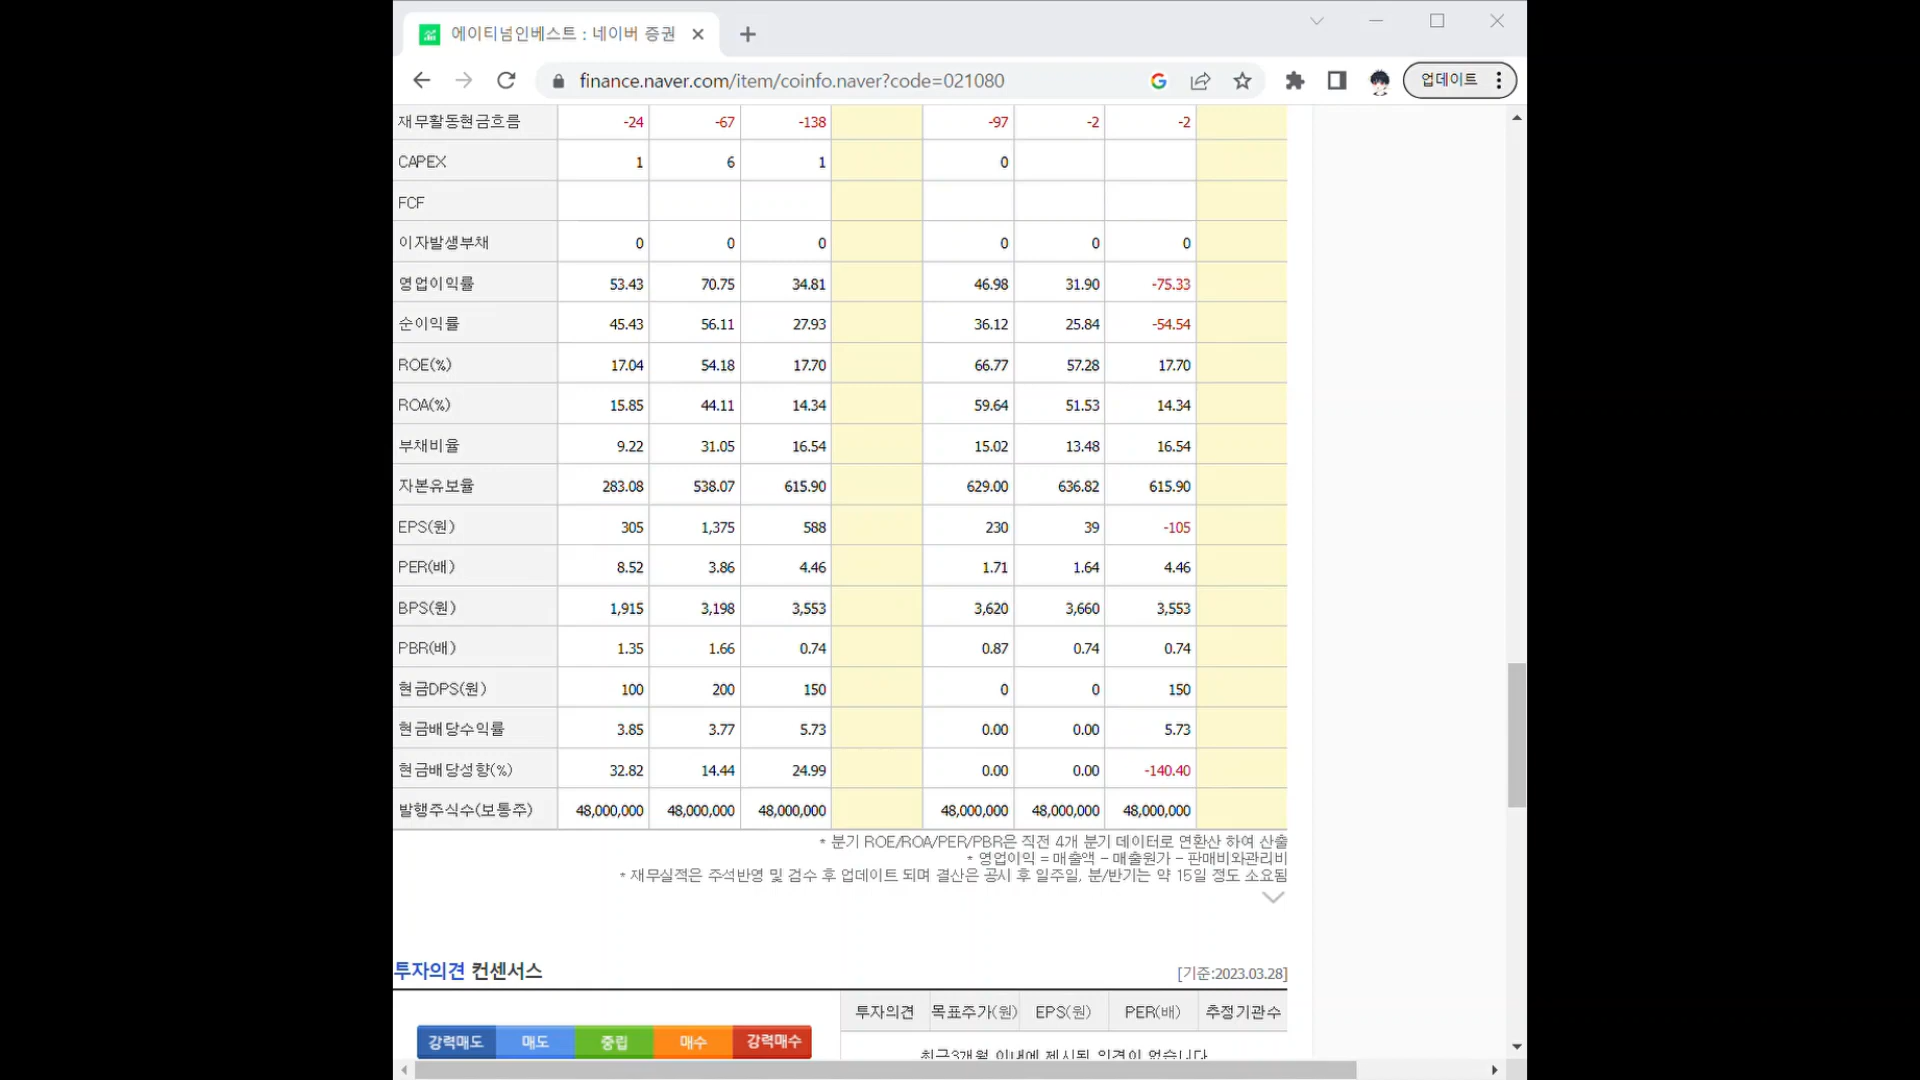 에이티넘인베스트 : 네이버 증권
finance.naver.com/item/coinfo.naver?code=021080
업데이트
재무활동현금흐름 -24 -67 -138 -97 -2 -2
CAPEX 1 6 1 0
FCF
이자발생부채 0 0 0 0 0 0
영업이익률 53.43 70.75 34.81 46.98 31.90 -75.33
순이익률 45.43 56.11 27.93 36.12 25.84 -54.54
ROE(%) 17.04 54.18 17.70 66.77 57.28 17.70
ROA(%) 15.85 44.11 14.34 59.64 51.53 14.34
부채비율 9.22 31.05 16.54 15.02 13.48 16.54
자본유보율 283.08 538.07 615.90 629.00 636.82 615.90
EPS(원) 305 1,375 588 230 39 -105
PER(배) 8.52 3.86 4.46 1.71 1.64 4.46
BPS(원) 1,915 3,198 3,553 3,620 3,660 3,553
PBR(배) 1.35 1.66 0.74 0.87 0.74 0.74
현금DPS(원) 100 200 150 0 0 150
현금배당수익률 3.85 3.77 5.73 0.00 0.00 5.73
현금배당성향(%) 32.82 14.44 24.99 0.00 0.00 -140.40
발행주식수(보통주) 48,000,000 48,000,000 48,000,000 48,000,000 48,000,000 48,000,000
* 분기 ROE/ROA/PER/PBR은 직전 4개 분기 데이터로 연환산 하여 산출
* 영업이익 = 매출액 - 매출원가 - 판매비와관리비
* 재무실적은 주석반영 및 검수 후 업데이트 되며 결산은 공시 후 일주일, 분/반기는 약 15일 정도 소요됨
투자의견 컨센서스 [기준:2023.03.28]
투자의견 목표주가(원) EPS(원) PER(배) 추정기관수
강력매도 매도 중립 매수 강력매수
최근3개월 이내에 제시된 의견이 없습니다